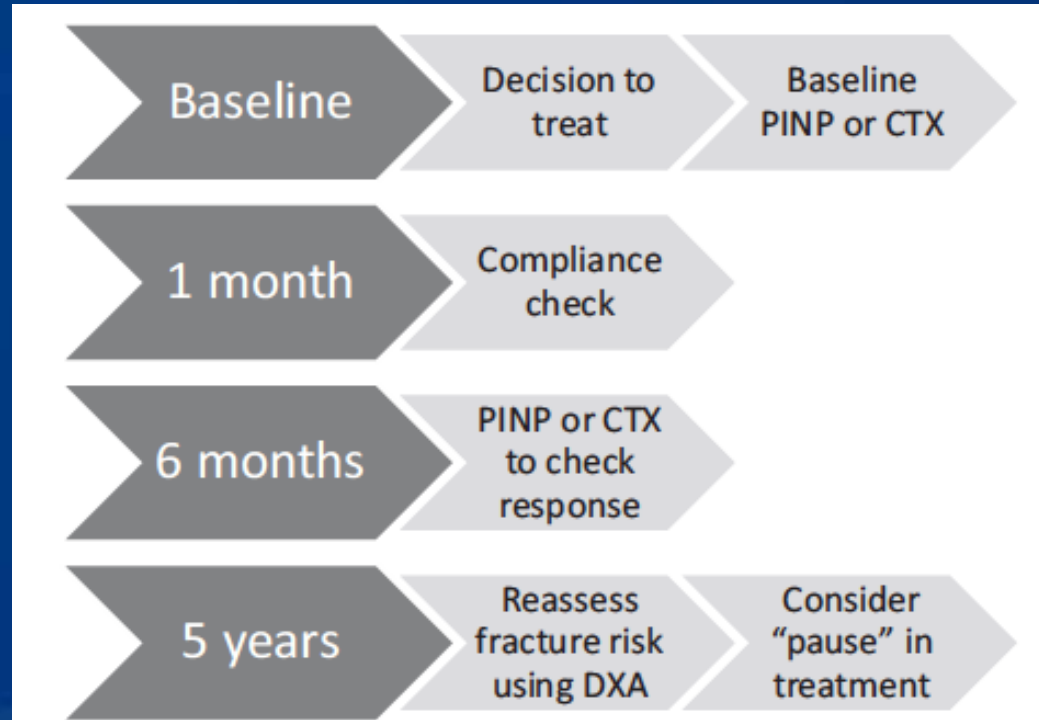 Baseline
Decision to
treat
Baseline
PINP or CTX
1 month
Compliance
check
6 months
PINP or CTX
to check
response
5 years
Reassess
fracture risk
using DXA
Consider
“pause” in
treatment